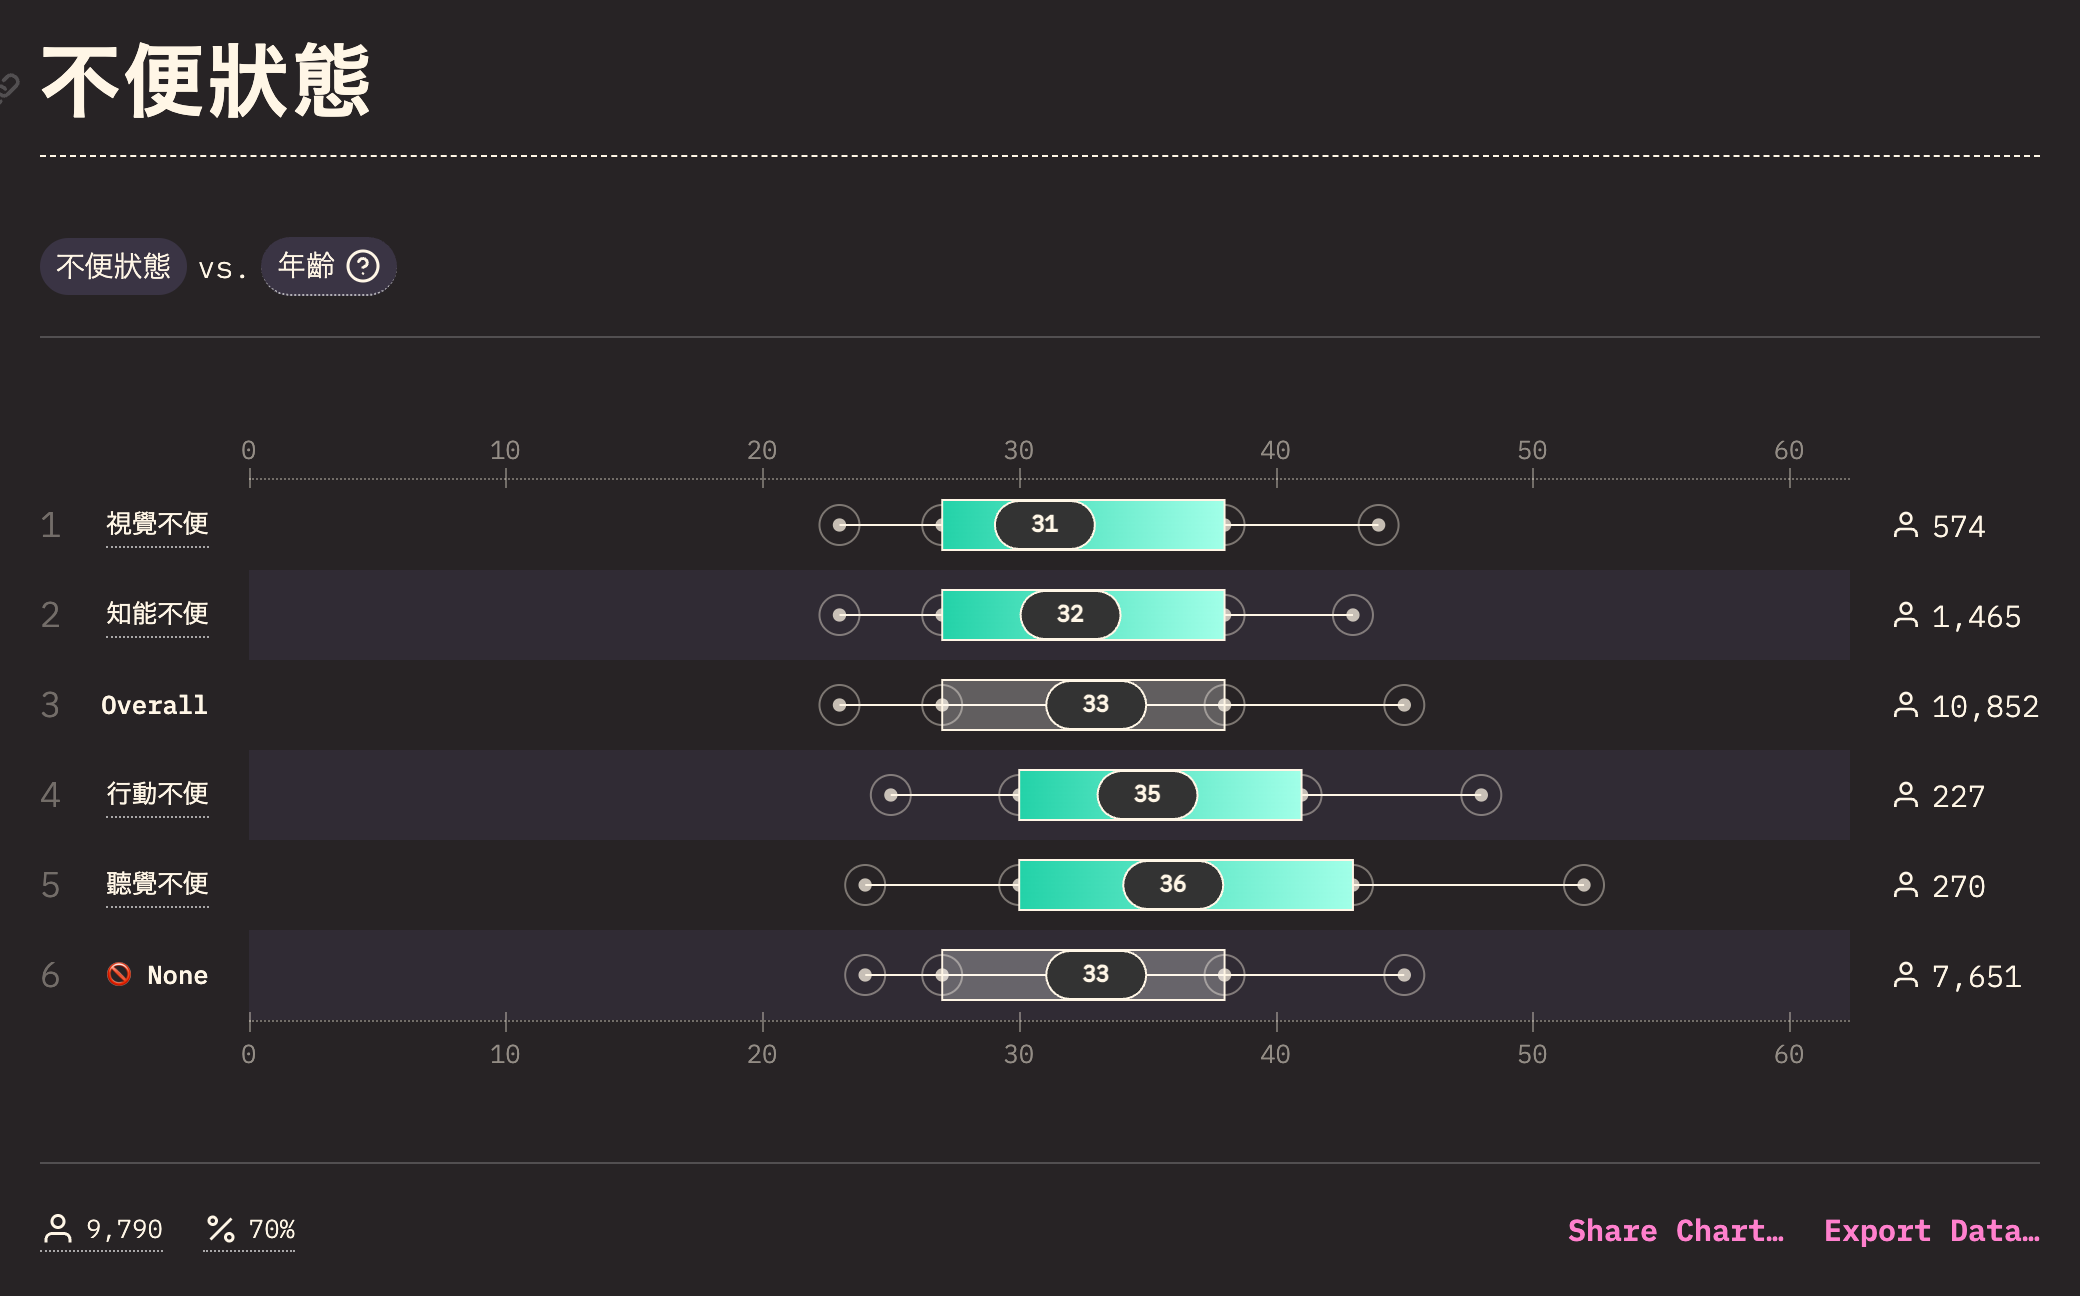 不便狀態
不便狀態 vs. 年齡 ?
0 10 20 30 40 50 60
1 視覺不便 31 574
2 知能不便 32 1,465
3 Overall 33 10,852
4 行動不便 35 227
5 聽覺不便 36 270
6 None 33 7,651
0 10 20 30 40 50 60
9,790 % 70% Share Chart… Export Data…